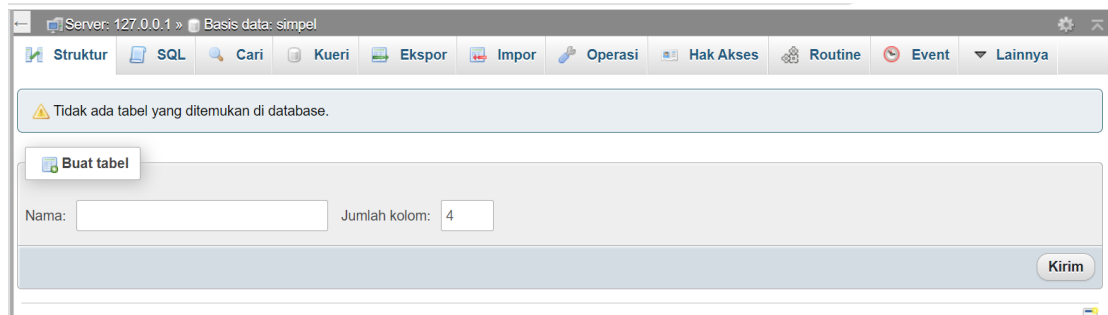 Server: 127.0.0.1 » Basis data: simpel
Struktur SQL Cari Kueri Ekspor Impor Operasi Hak Akses Routine Event Lainnya
Tidak ada tabel yang ditemukan di database.
Buat tabel
Nama: Jumlah kolom: 4
Kirim